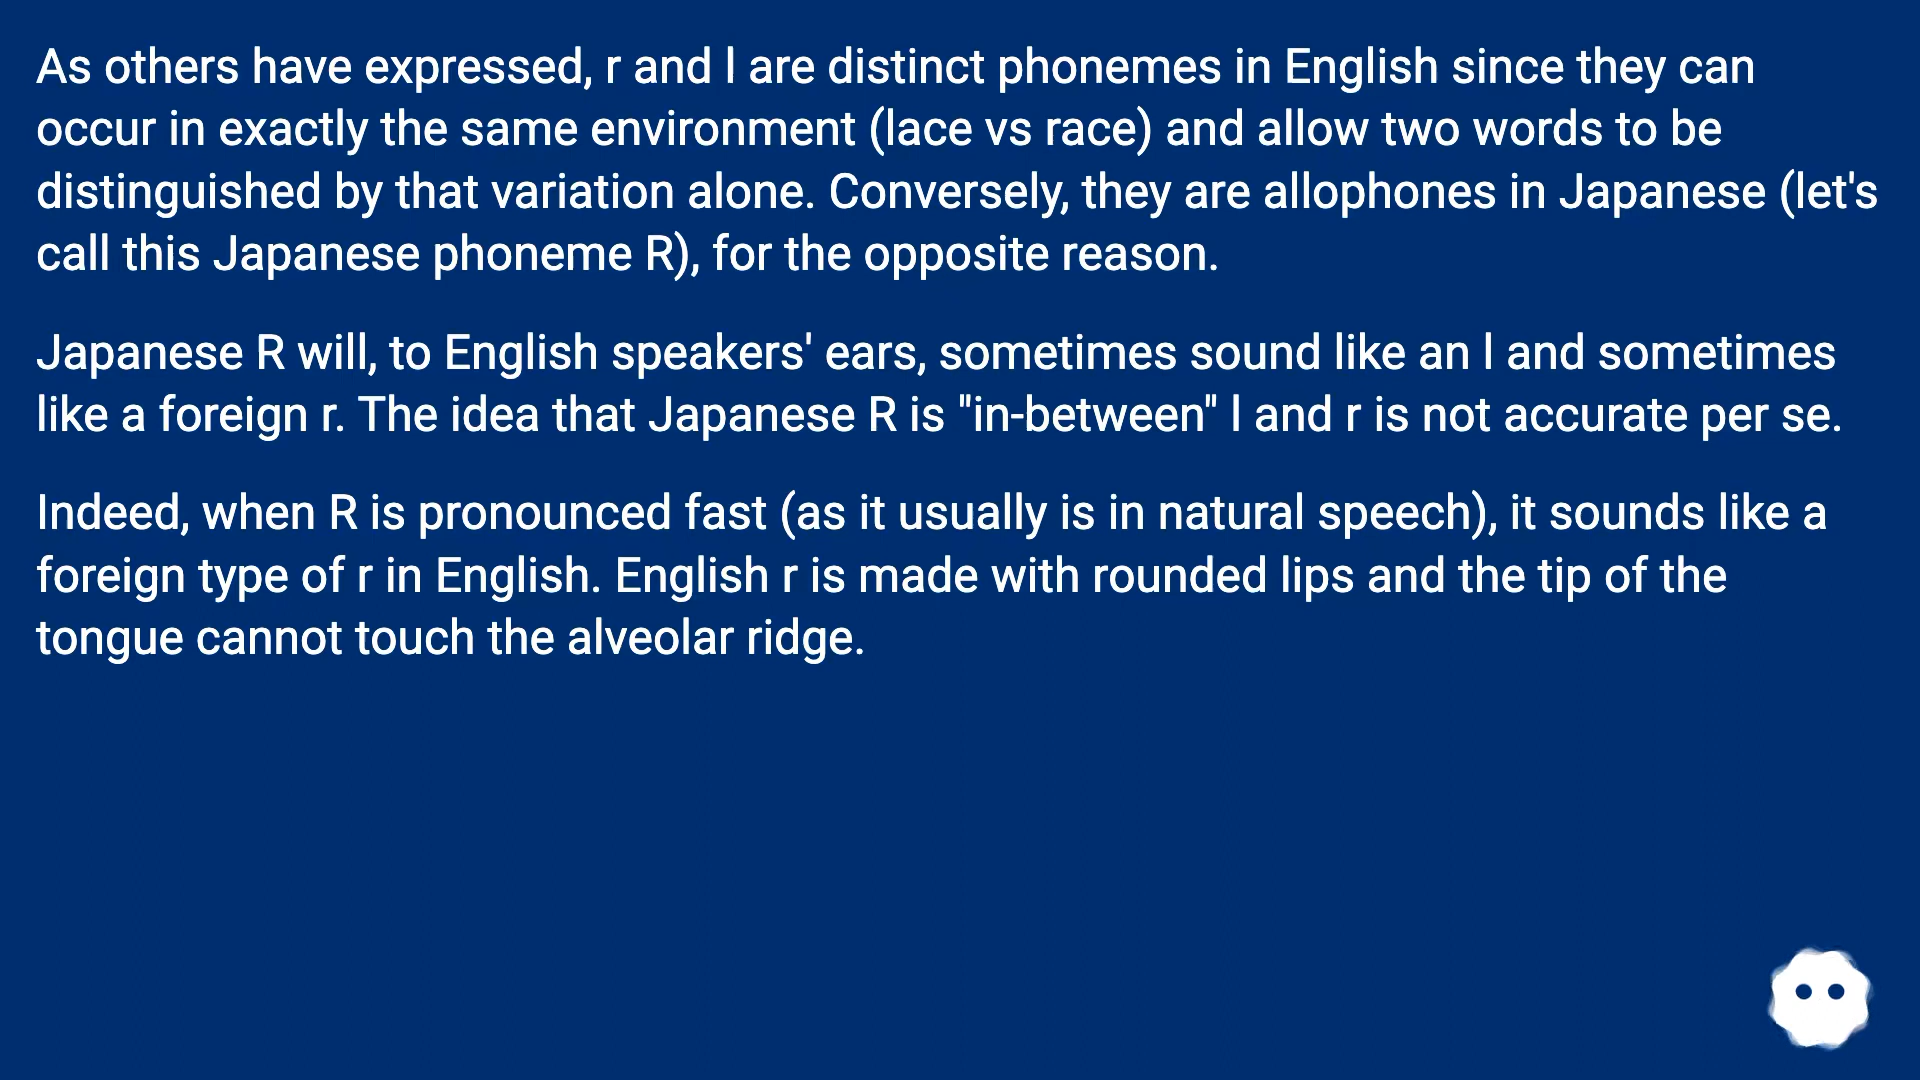 As others have expressed, r and l are distinct phonemes in English since they can
occur in exactly the same environment (lace vs race) and allow two words to be
distinguished by that variation alone. Conversely, they are allophones in Japanese (let's
call this Japanese phoneme R), for the opposite reason.
Japanese R will, to English speakers' ears, sometimes sound like an l and sometimes
like a foreign r. The idea that Japanese R is "in-between" l and r is not accurate per se.
Indeed, when R is pronounced fast (as it usually is in natural speech), it sounds like a
foreign type of r in English. English r is made with rounded lips and the tip of the
tongue cannot touch the alveolar ridge.